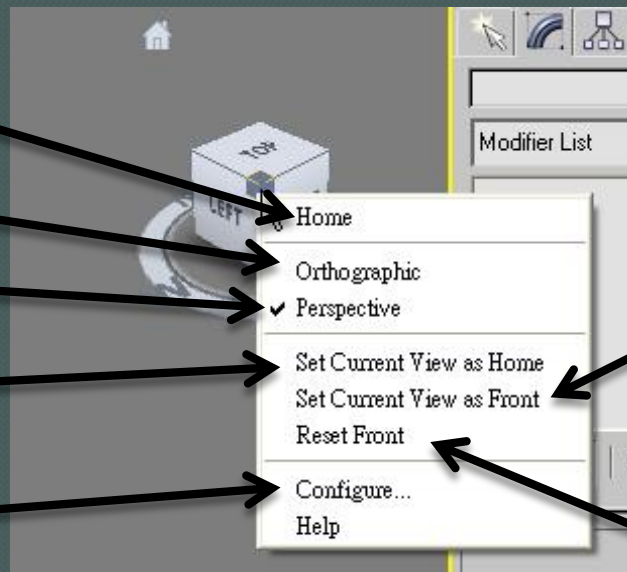 Modifier List
TOP
LEFT
Home
Orthographic
Perspective
Set Current View as Home
Set Current View as Front
Reset Front
Configure...
Help